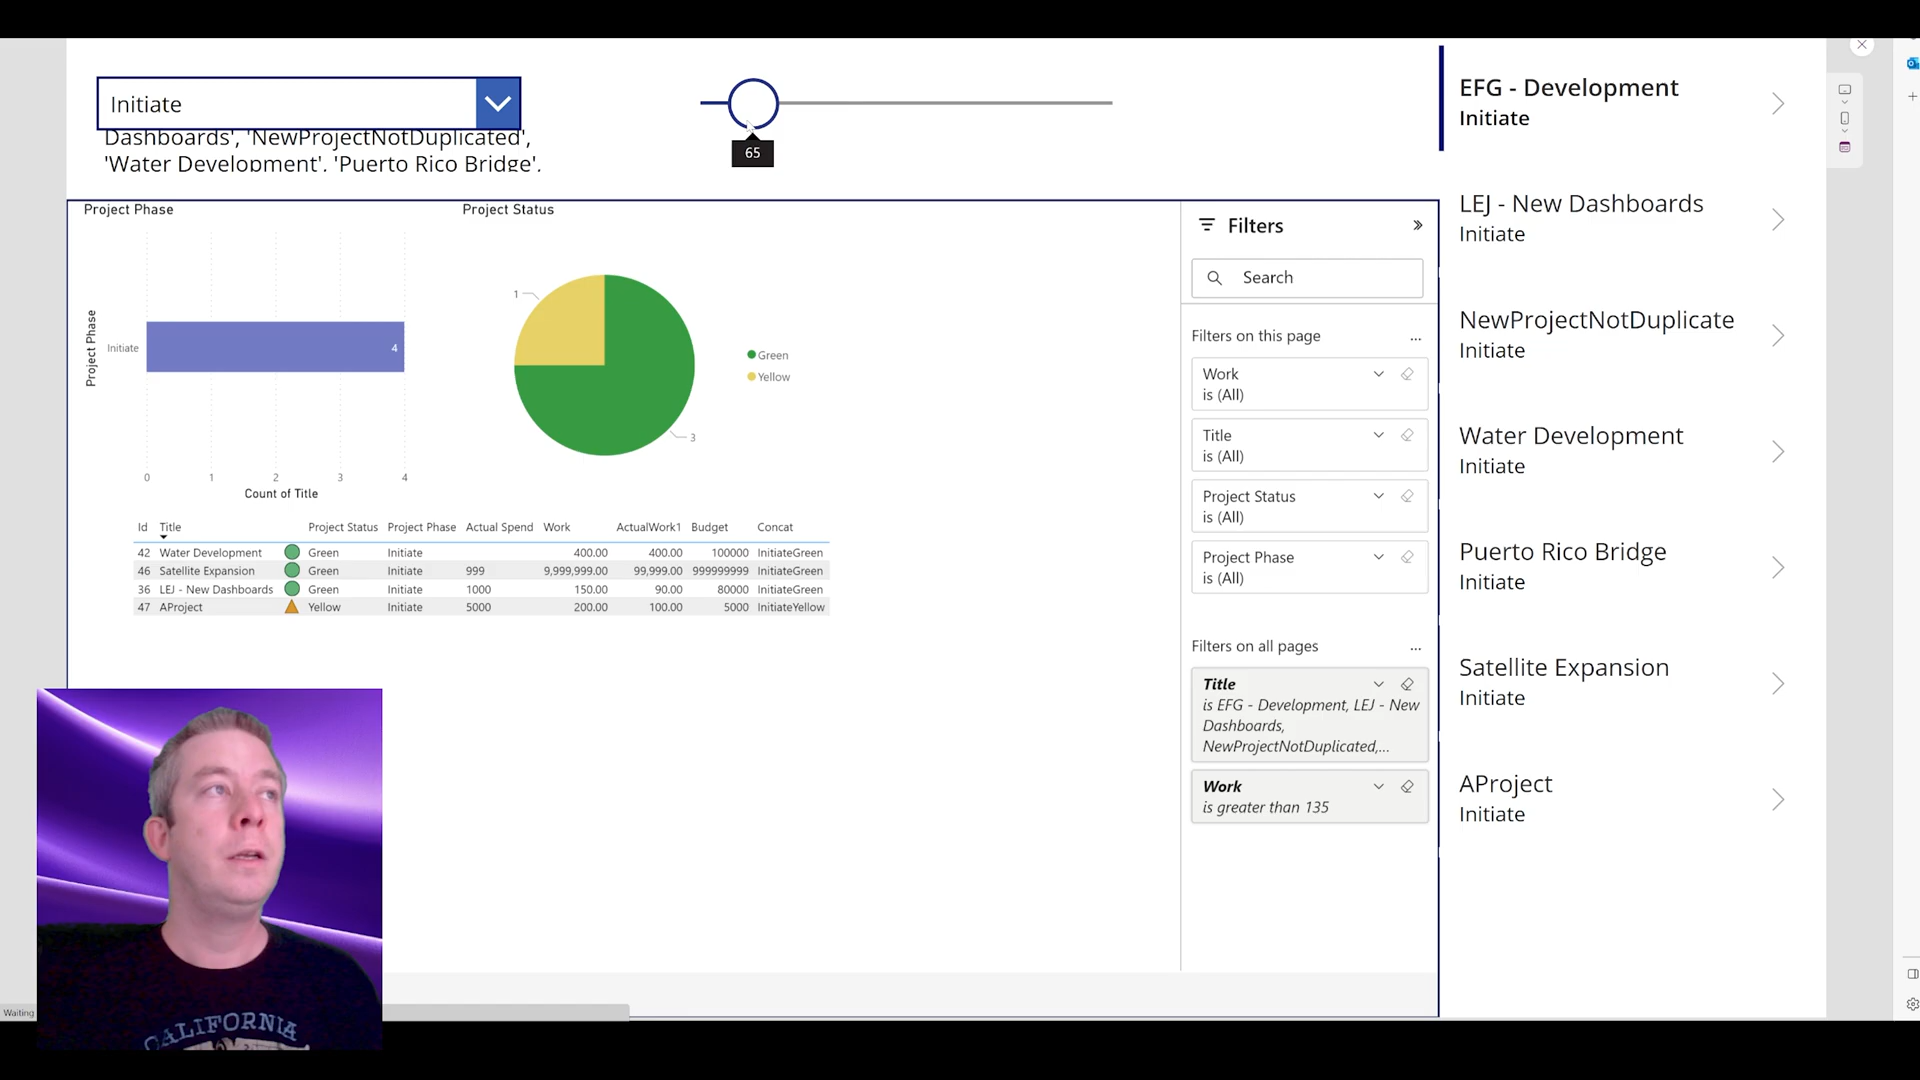 Initiate
Dashboards', 'NewProjectNotDuplicated',
'Water Development', 'Puerto Rico Bridge',
65
Project Phase
Project Status
Project Phase
Initiate
4
0 1 2 3 4
Count of Title
1
3
Green
Yellow
Id Title Project Status Project Phase Actual Spend Work ActualWork1 Budget Concat
42 Water Development Green Initiate 400.00 400.00 100000 InitiateGreen
46 Satellite Expansion Green Initiate 999 9,999,999.00 99,999.00 999999999 InitiateGreen
36 LEJ - New Dashboards Green Initiate 1000 150.00 90.00 80000 InitiateGreen
47 AProject Yellow Initiate 5000 200.00 100.00 5000 InitiateYellow
Filters
Search
Filters on this page ...
Work
is (All)
Title
is (All)
Project Status
is (All)
Project Phase
is (All)
Filters on all pages ...
Title
is EFG - Development, LEJ - New
Dashboards,
NewProjectNotDuplicated,...
Work
is greater than 135
EFG - Development
Initiate
LEJ - New Dashboards
Initiate
NewProjectNotDuplicate
Initiate
Water Development
Initiate
Puerto Rico Bridge
Initiate
Satellite Expansion
Initiate
AProject
Initiate
Waiting
CALIFORNIA